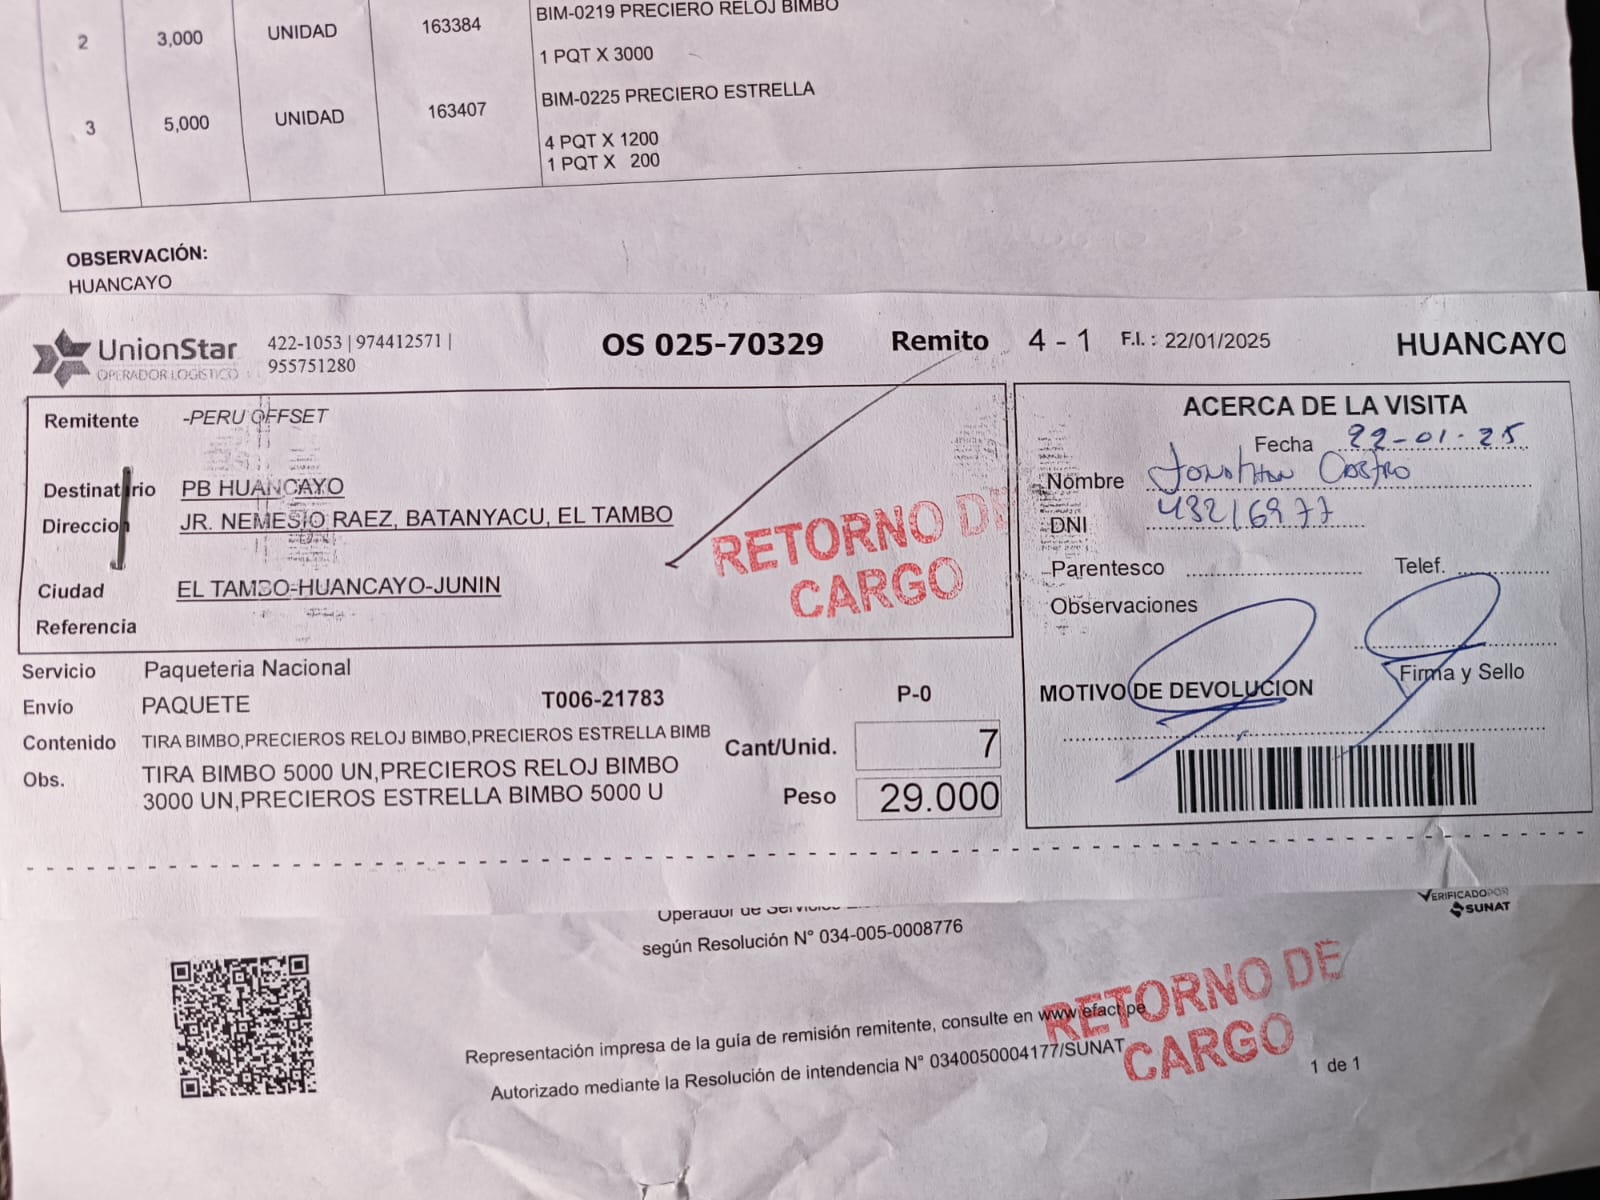 BIM-0219 PRECIERO RELOJ BIMBO
2 3,000 UNIDAD 163384
1 PQT X 3000
BIM-0225 PRECIERO ESTRELLA
3 5,000 UNIDAD 163407
4 PQT X 1200
1 PQT X 200
OBSERVACIÓN:
HUANCAYO
UnionStar
OPERADOR LOGISTICO
422-1053 | 974412571 |
955751280
OS 025-70329 Remito 4 - 1 F.I. : 22/01/2025 HUANCAYO
Remitente -PERU OFFSET
Destinatario PB HUANCAYO
Direccion JR. NEMESIO RAEZ, BATANYACU, EL TAMBO
Ciudad EL TAMBO-HUANCAYO-JUNIN
Referencia
RETORNO DE
CARGO
ACERCA DE LA VISITA
Fecha 22-01-25
Nombre Jonathan Castro
DNI 43216977
Parentesco Telef.
Observaciones
Firma y Sello
MOTIVO DE DEVOLUCION
Servicio Paqueteria Nacional
Envío PAQUETE T006-21783 P-0
Contenido TIRA BIMBO,PRECIEROS RELOJ BIMBO,PRECIEROS ESTRELLA BIMB
Cant/Unid. 7
Obs. TIRA BIMBO 5000 UN,PRECIEROS RELOJ BIMBO
3000 UN,PRECIEROS ESTRELLA BIMBO 5000 U
Peso 29.000
VERIFICADO POR
SUNAT
Operador de Servicios
según Resolución N° 034-005-0008776
RETORNO DE
CARGO
Representación impresa de la guía de remisión remitente, consulte en www.efact.pe
Autorizado mediante la Resolución de intendencia N° 0340050004177/SUNAT
1 de 1